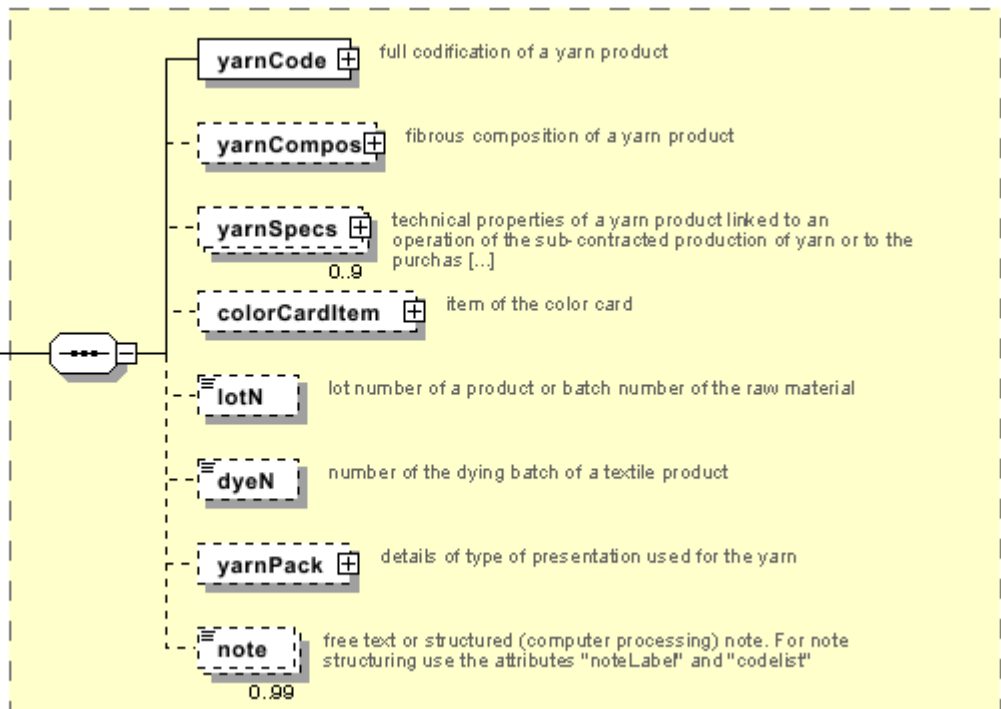 yarnCode
full codification of a yarn product
yarnCompos
fibrous composition of a yarn product
yarnSpecs
technical properties of a yarn product linked to an
operation of the sub-contracted production of yarn or to the
purchas [...]
0..9
colorCardItem
item of the color card
lotN
lot number of a product or batch number of the raw material
dyeN
number of the dying batch of a textile product
yarnPack
details of type of presentation used for the yarn
note
free text or structured (computer processing) note. For note
structuring use the attributes "noteLabel" and "codelist"
0..99